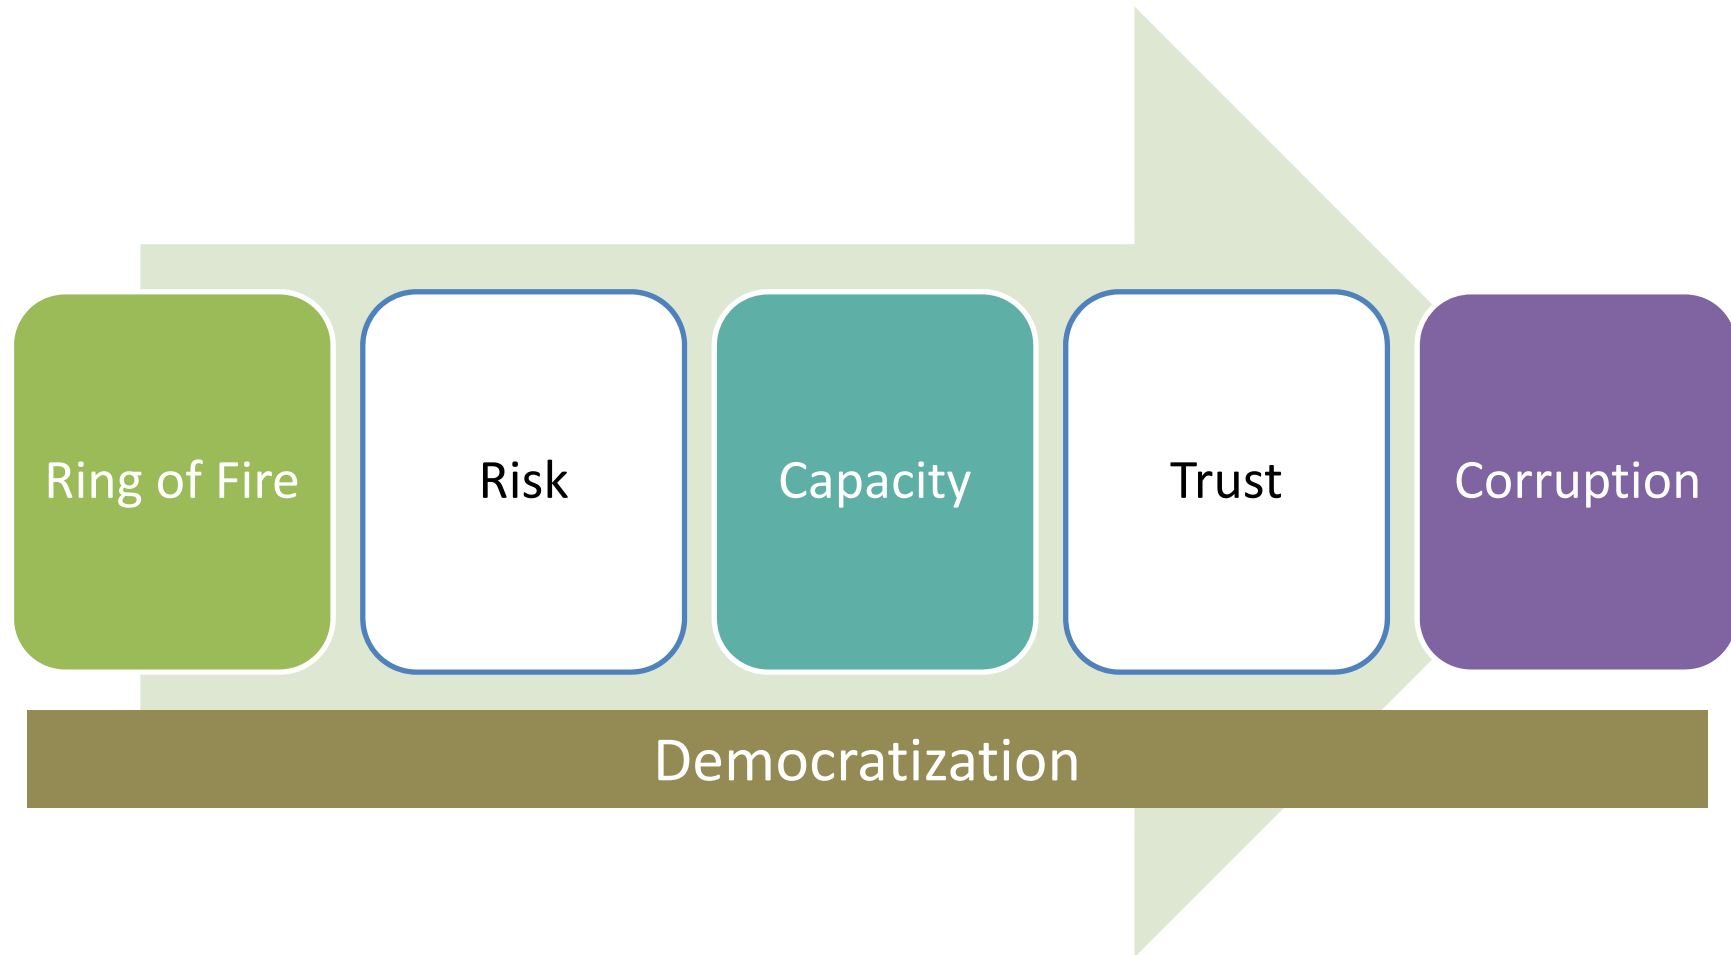 Ring of Fire
Risk
Capacity
Trust
Corruption
Democratization